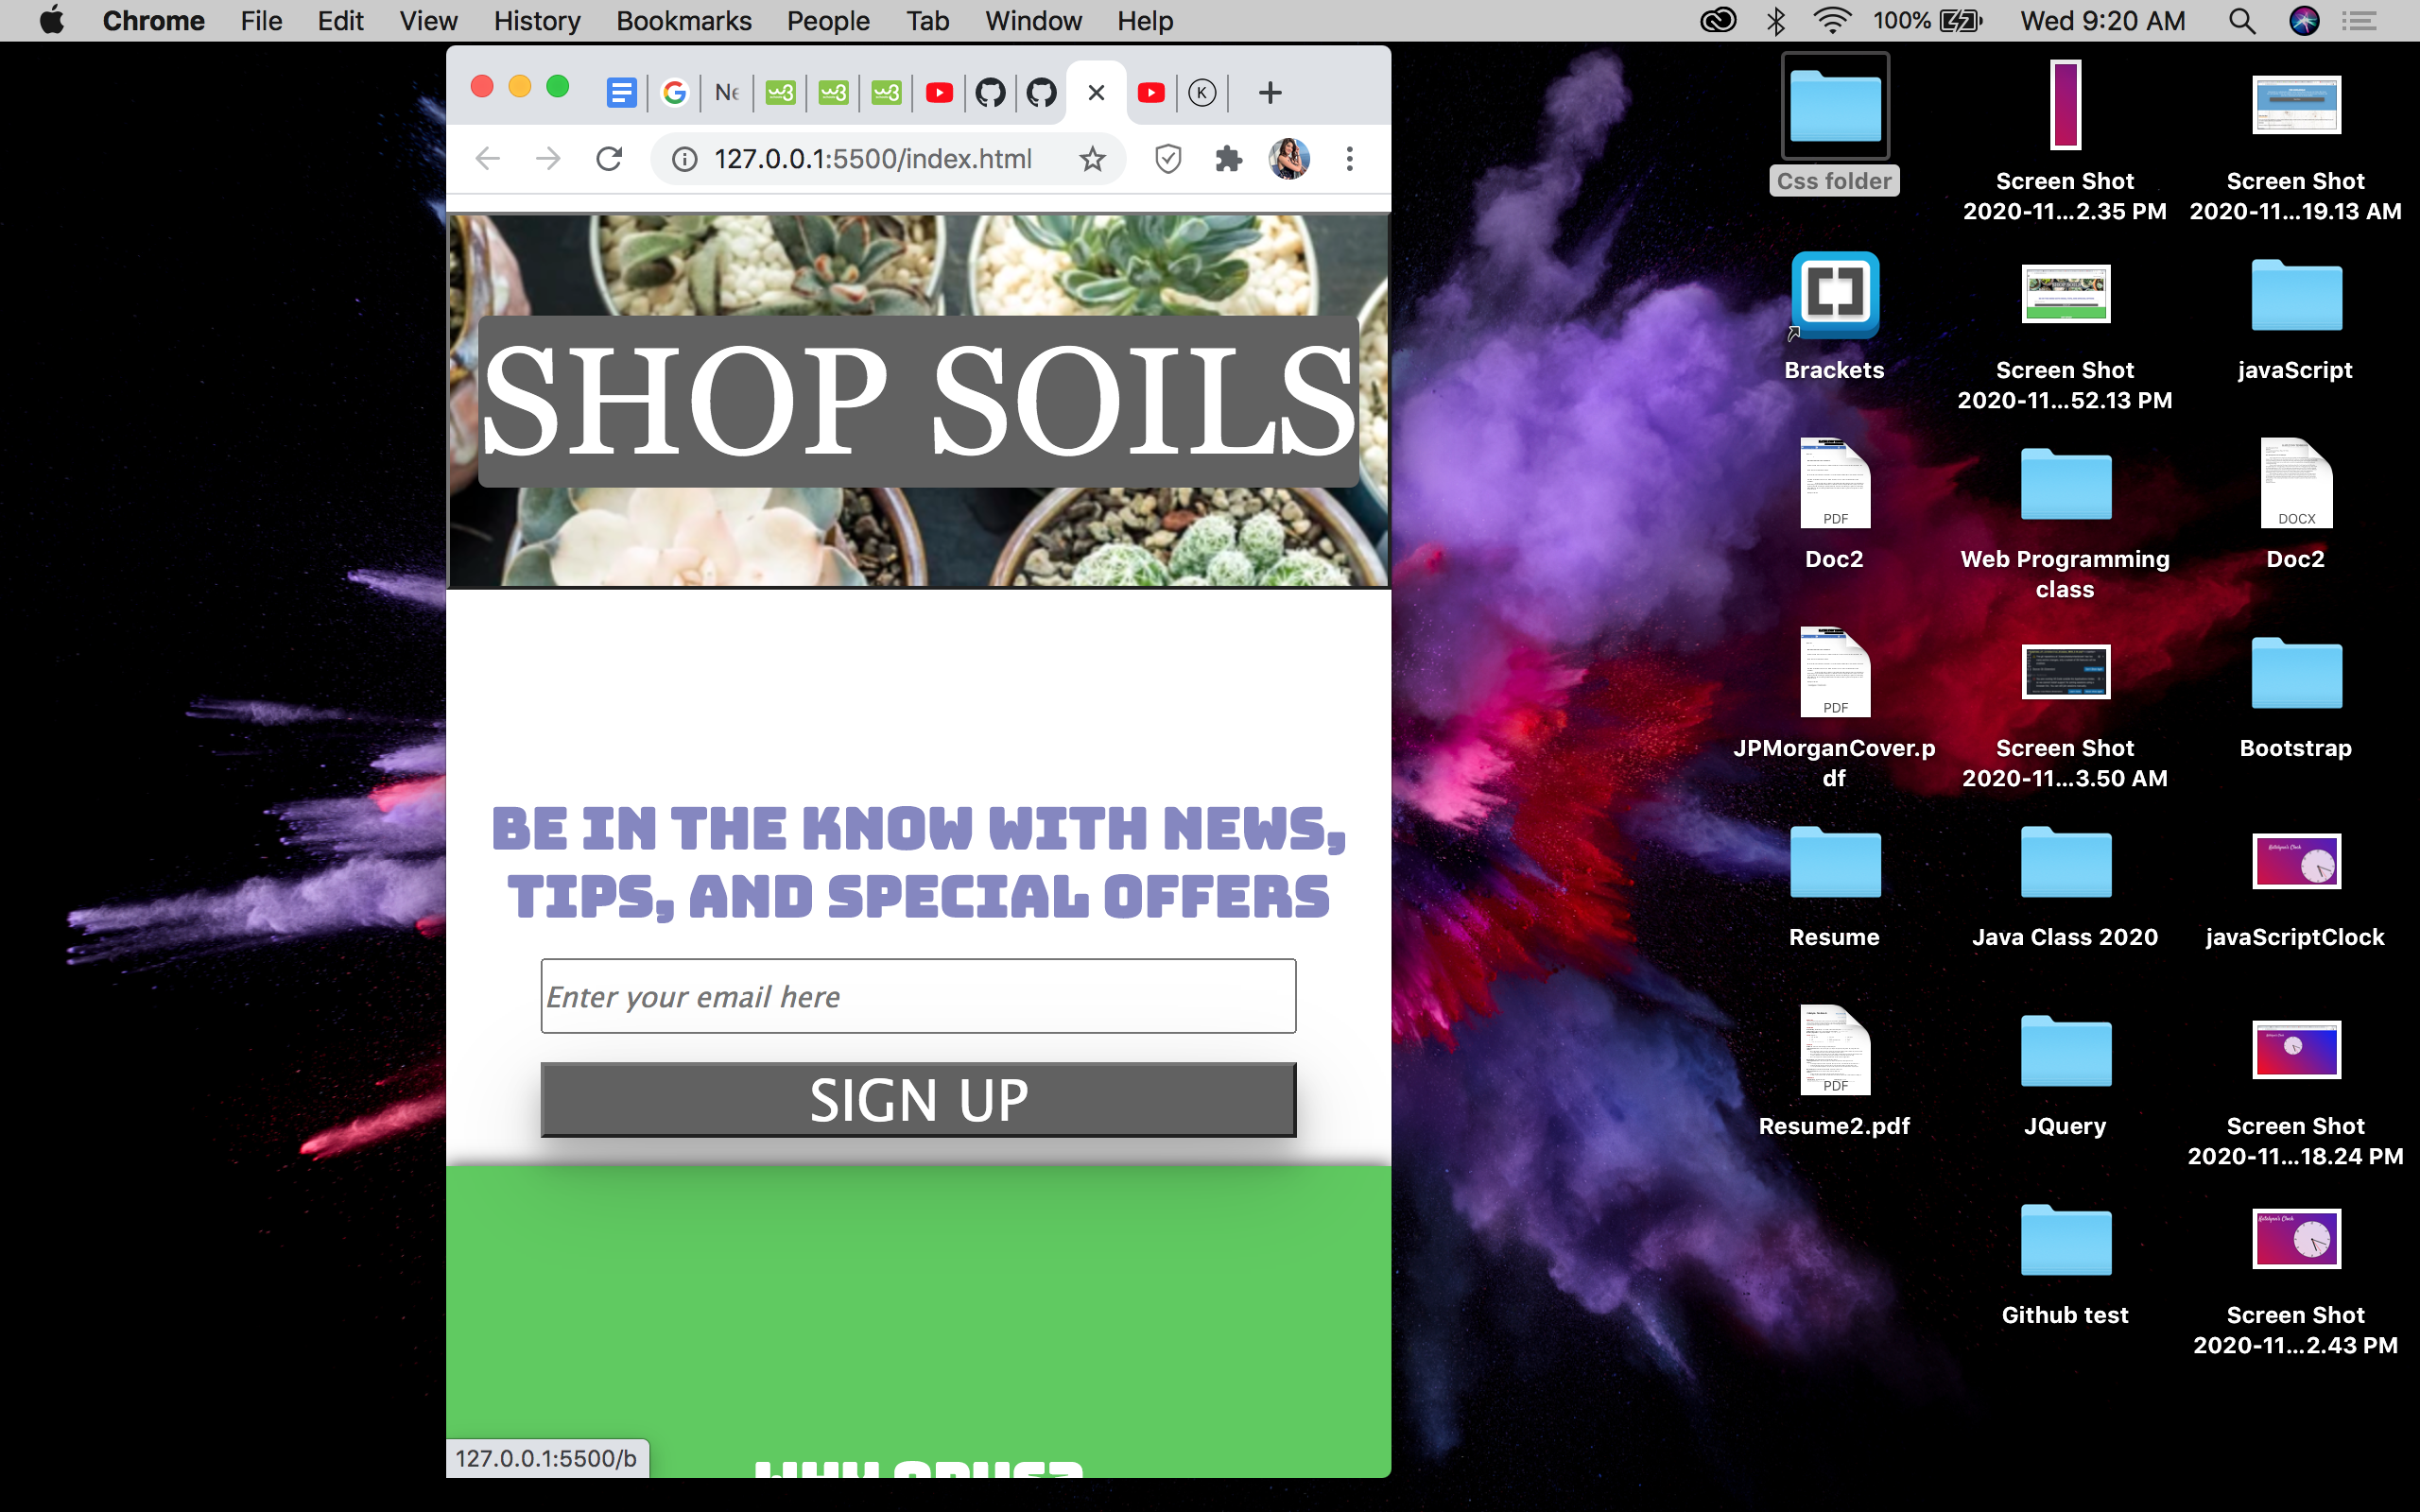 Chrome File Edit View History Bookmarks People Tab Window Help 100% Wed 9:20 AM
127.0.0.1:5500/index.html
SHOP SOILS
BE IN THE KNOW WITH NEWS,
TIPS, AND SPECIAL OFFERS
Enter your email here
SIGN UP
127.0.0.1:5500/b
Css folder
Screen Shot
2020-11...2.35 PM
Screen Shot
2020-11...19.13 AM
Brackets
Screen Shot
2020-11...52.13 PM
javaScript
PDF
Doc2
Web Programming
class
DOCX
Doc2
PDF
JPMorganCover.p
df
Screen Shot
2020-11...3.50 AM
Bootstrap
Resume
Java Class 2020
javaScriptClock
PDF
Resume2.pdf
JQuery
Screen Shot
2020-11...18.24 PM
Github test
Screen Shot
2020-11...2.43 PM